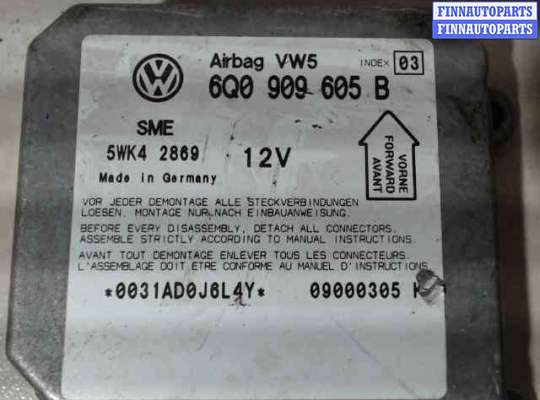 FINNAUTOPARTS
FINNAUTOPARTS
Airbag VW5 INDEX 03
6Q0 909 605 B
SME
5WK4 2869 12V
Made in Germany
VORNE
FORWARD
AVANT
VOR JEDER DEMONTAGE ALLE STECKVERBINDUNGEN
LOESEN. MONTAGE NUR NACH EINBAUANWEISUNG.
BEFORE EVERY DISASSEMBLY, DETACH ALL CONNECTORS.
ASSEMBLE STRICTLY ACCORDING TO MANUAL INSTRUCTIONS.
AVANT TOUT DEMONTAGE ENLEVER TOUS LES CONNECTEURS.
L'ASSEMBLAGE DOIT ETRE CONFORME AU MANUEL D'INSTRUCTIONS
*0031AD0J6L4Y* 09000305